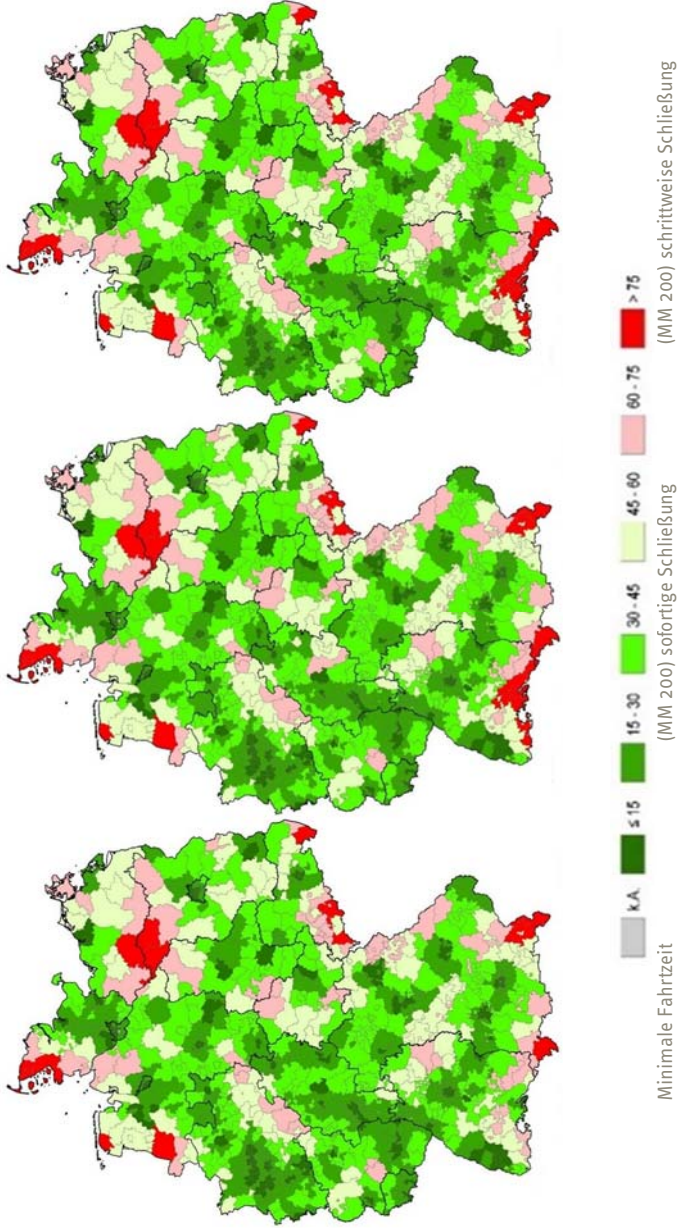 k.A.
≤ 15
15 - 30
30 - 45
45 - 60
60 - 75
> 75
Minimale Fahrtzeit
(MM 200) sofortige Schließung
(MM 200) schrittweise Schließung